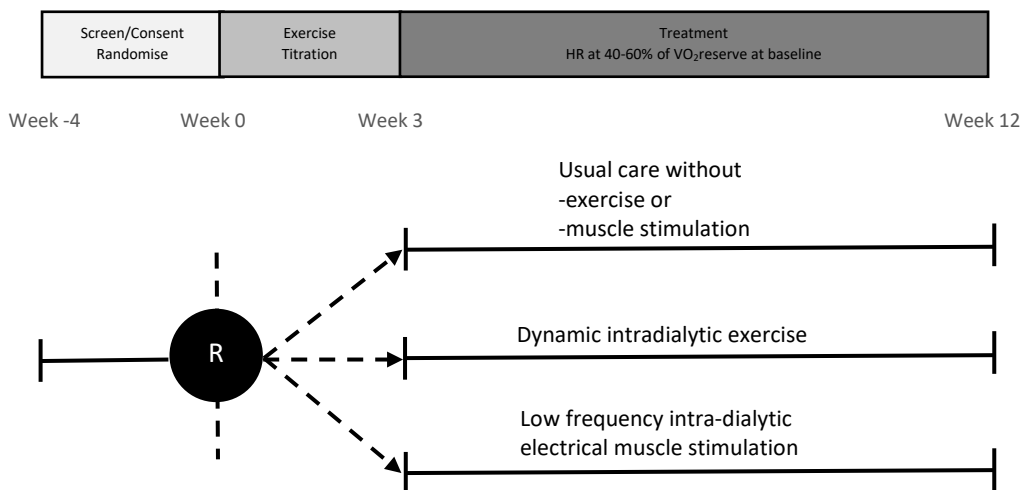 Screen/Consent
Randomise
Exercise
Titration
Treatment
HR at 40-60% of VO₂reserve at baseline
Week -4
Week 0
Week 3
Week 12
Usual care without
-exercise or
-muscle stimulation
R
Dynamic intradialytic exercise
Low frequency intra-dialytic
electrical muscle stimulation